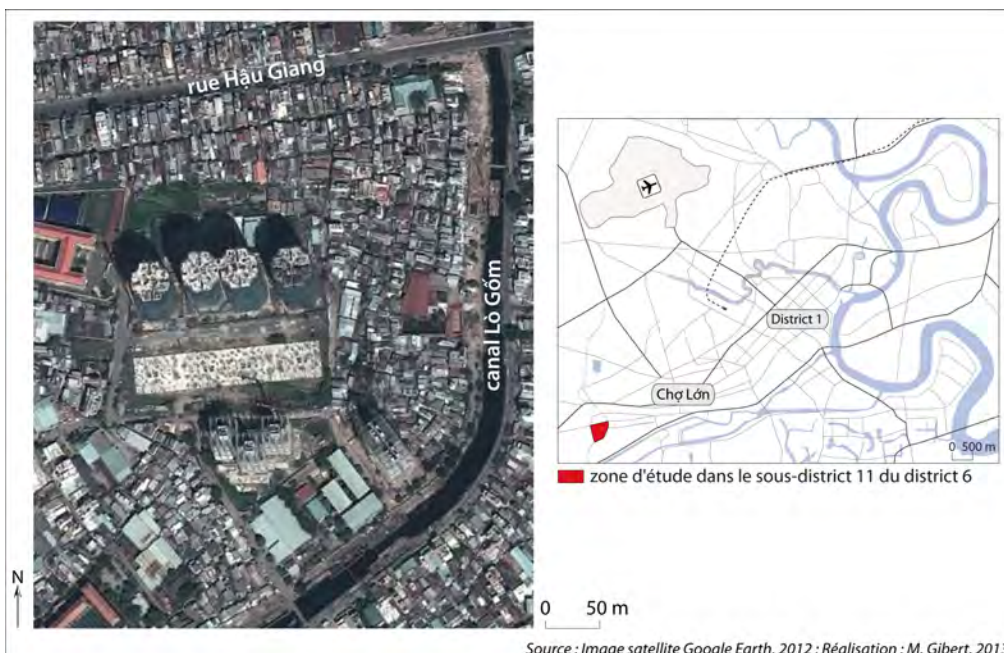 rue Hậu Giang
canal Lò Gốm
N
District 1
Chợ Lớn
0 500 m
zone d'étude dans le sous-district 11 du district 6
0 50 m
Source : Image satellite Google Earth, 2012 ; Réalisation : M. Gibert, 2013